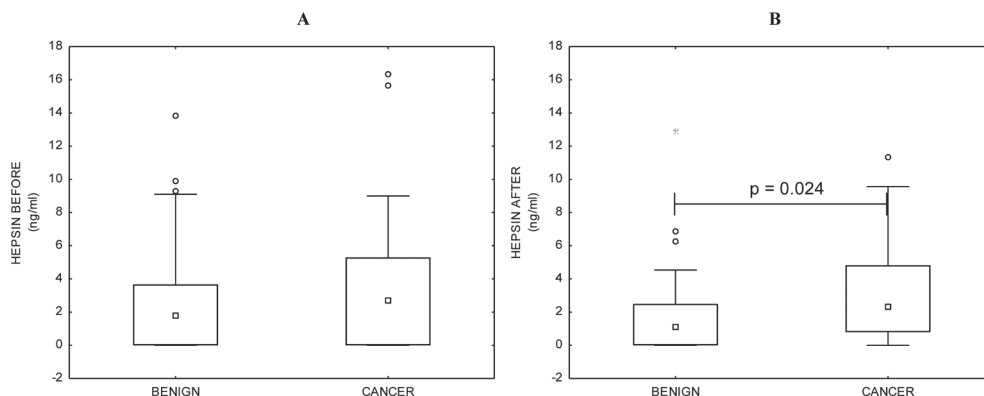 A
HEPSIN BEFORE
(ng/ml)
18
16
14
12
10
8
6
4
2
0
-2
BENIGN
CANCER
B
HEPSIN AFTER
(ng/ml)
18
16
14
12
10
8
6
4
2
0
-2
p = 0.024
BENIGN
CANCER